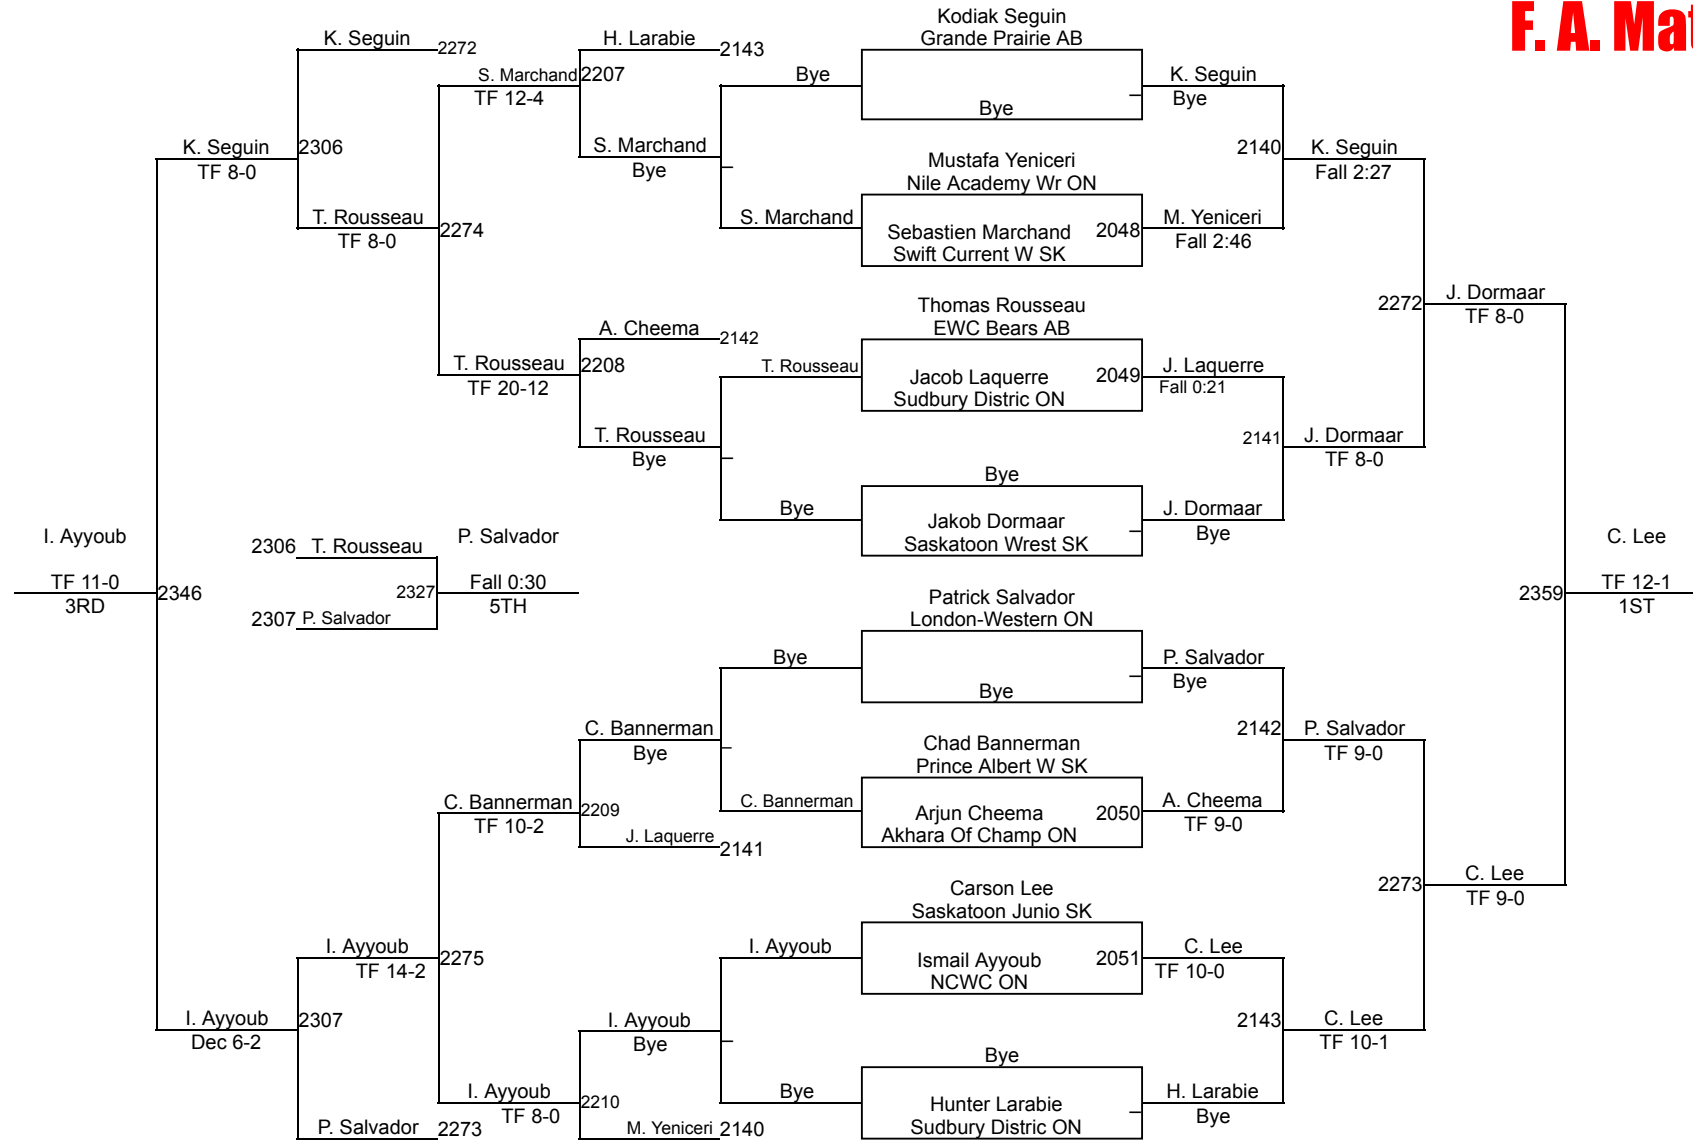 F. A. Mat
Kodiak Seguin
Grande Prairie AB
K. Seguin
2272
H. Larabie
2143
S. Marchand
2207
TF 12-4
Bye
K. Seguin
Bye
Bye
K. Seguin
2306
TF 8-0
S. Marchand
Bye
Mustafa Yeniceri
Nile Academy Wr ON
2140
K. Seguin
Fall 2:27
T. Rousseau
TF 8-0
2274
S. Marchand
Sebastien Marchand
Swift Current W SK
2048
M. Yeniceri
Fall 2:46
Thomas Rousseau
EWC Bears AB
2272
J. Dormaar
TF 8-0
A. Cheema
2142
T. Rousseau
2208
TF 20-12
T. Rousseau
Jacob Laquerre
Sudbury Distric ON
2049
J. Laquerre
Fall 0:21
T. Rousseau
Bye
2141
J. Dormaar
TF 8-0
Bye
Bye
Jakob Dormaar
Saskatoon Wrest SK
J. Dormaar
Bye
I. Ayyoub
TF 11-0
3RD
2346
2306
T. Rousseau
2307
P. Salvador
2327
P. Salvador
Fall 0:30
5TH
2359
C. Lee
TF 12-1
1ST
Patrick Salvador
London-Western ON
Bye
Bye
P. Salvador
Bye
C. Bannerman
Bye
Chad Bannerman
Prince Albert W SK
2142
P. Salvador
TF 9-0
C. Bannerman
TF 10-2
2209
C. Bannerman
Arjun Cheema
Akhara Of Champ ON
2050
A. Cheema
TF 9-0
J. Laquerre
2141
Carson Lee
Saskatoon Junio SK
2273
C. Lee
TF 9-0
I. Ayyoub
TF 14-2
2275
I. Ayyoub
Ismail Ayyoub
NCWC ON
2051
C. Lee
TF 10-0
I. Ayyoub
Dec 6-2
2307
I. Ayyoub
Bye
2143
C. Lee
TF 10-1
Bye
I. Ayyoub
TF 8-0
2210
Bye
Hunter Larabie
Sudbury Distric ON
H. Larabie
Bye
P. Salvador
2273
M. Yeniceri
2140